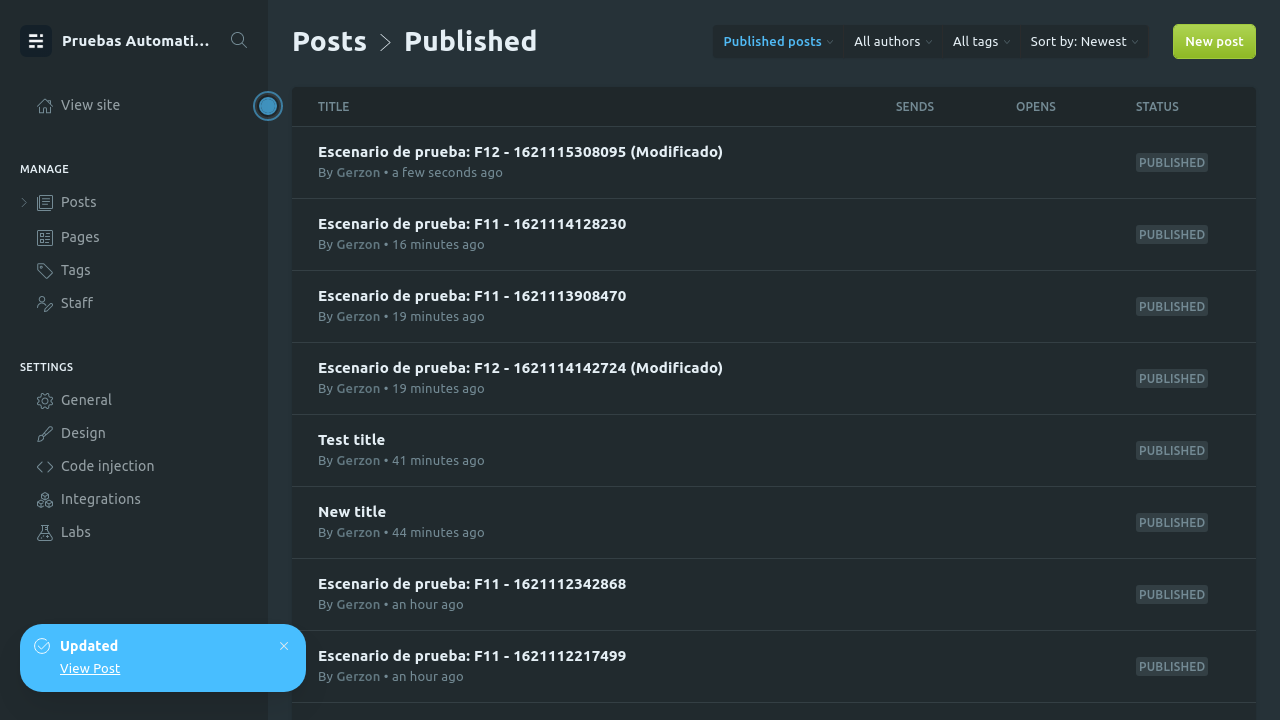 Pruebas Automati...
View site
MANAGE
Posts
Pages
Tags
Staff
SETTINGS
General
Design
Code injection
Integrations
Labs
Updated
View Post
Posts > Published
Published posts
All authors
All tags
Sort by: Newest
New post
TITLE SENDS OPENS STATUS
Escenario de prueba: F12 - 1621115308095 (Modificado)
By Gerzon • a few seconds ago
PUBLISHED
Escenario de prueba: F11 - 1621114128230
By Gerzon • 16 minutes ago
PUBLISHED
Escenario de prueba: F11 - 1621113908470
By Gerzon • 19 minutes ago
PUBLISHED
Escenario de prueba: F12 - 1621114142724 (Modificado)
By Gerzon • 19 minutes ago
PUBLISHED
Test title
By Gerzon • 41 minutes ago
PUBLISHED
New title
By Gerzon • 44 minutes ago
PUBLISHED
Escenario de prueba: F11 - 1621112342868
By Gerzon • an hour ago
PUBLISHED
Escenario de prueba: F11 - 1621112217499
By Gerzon • an hour ago
PUBLISHED